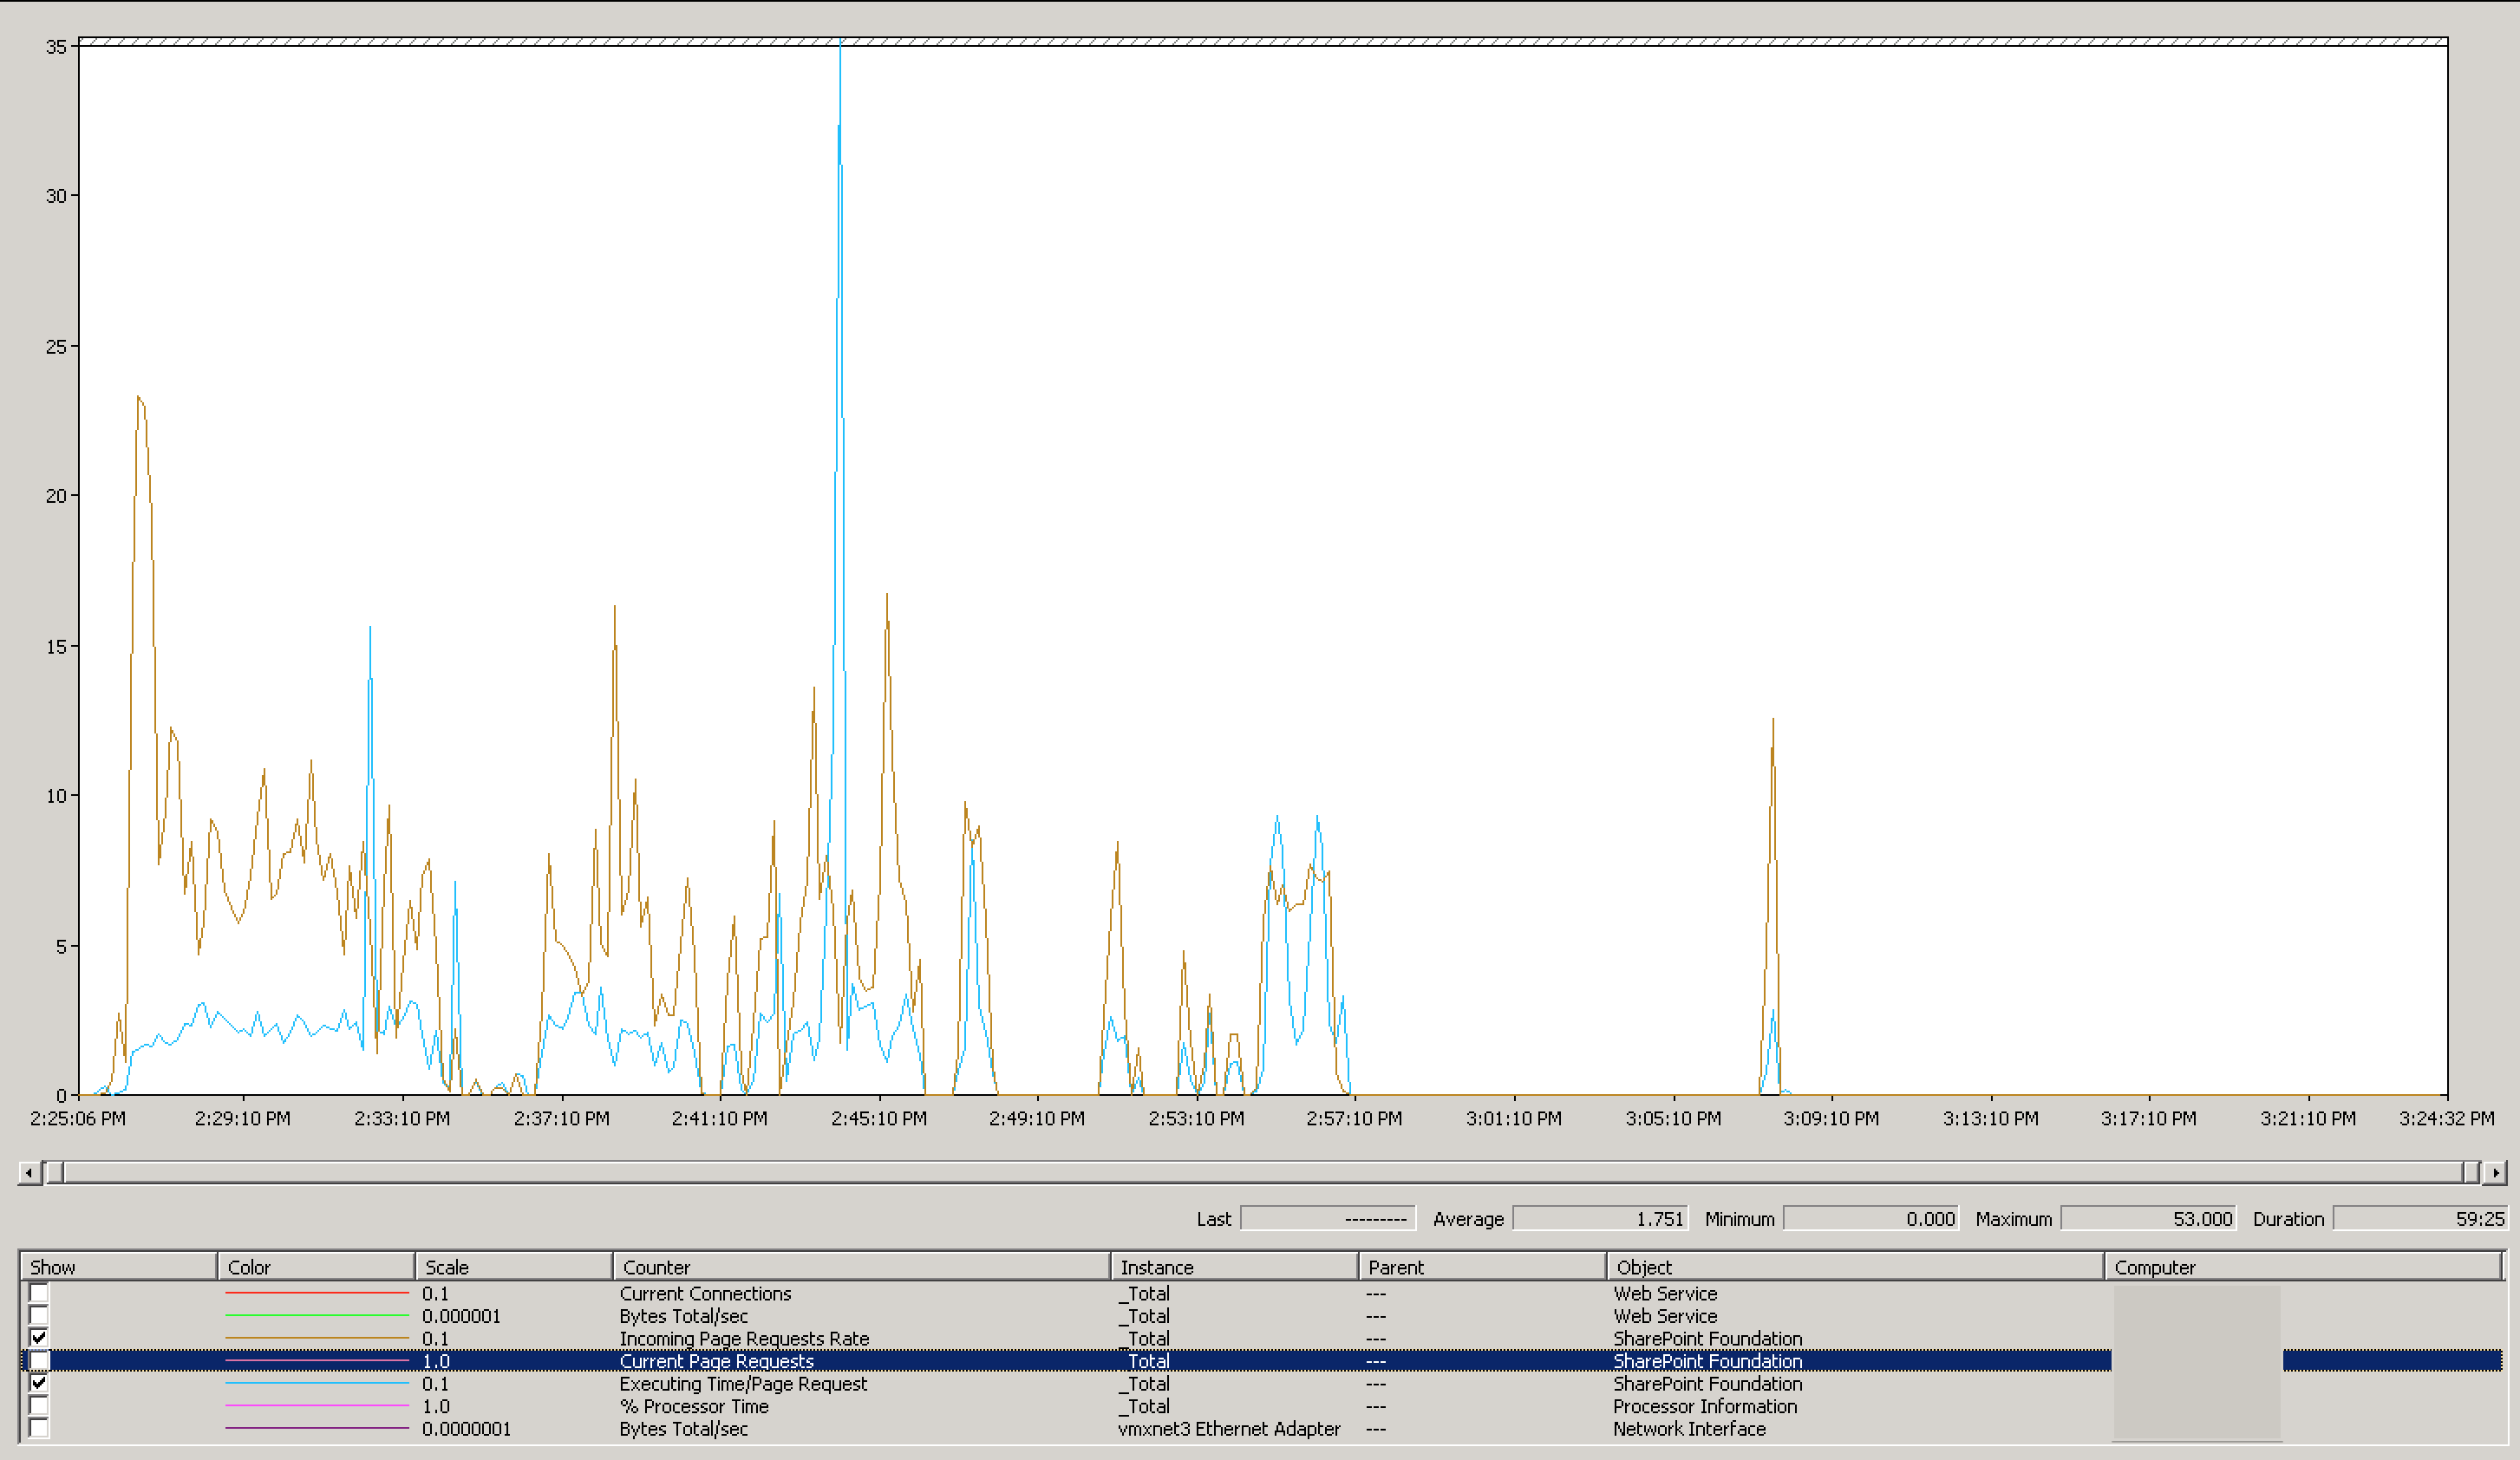 35
30
25
20
15
10
5
0
2:25:06 PM 2:29:10 PM 2:33:10 PM 2:37:10 PM 2:41:10 PM 2:45:10 PM 2:49:10 PM 2:53:10 PM 2:57:10 PM 3:01:10 PM 3:05:10 PM 3:09:10 PM 3:13:10 PM 3:17:10 PM 3:21:10 PM 3:24:32 PM
Last --------- Average 1.751 Minimum 0.000 Maximum 53.000 Duration 59:25
Show Color Scale Counter Instance Parent Object Computer
0.1 Current Connections _Total --- Web Service
0.000001 Bytes Total/sec _Total --- Web Service
0.1 Incoming Page Requests Rate _Total --- SharePoint Foundation
1.0 Current Page Requests _Total --- SharePoint Foundation
0.1 Executing Time/Page Request _Total --- SharePoint Foundation
1.0 % Processor Time _Total --- Processor Information
0.0000001 Bytes Total/sec vmxnet3 Ethernet Adapter --- Network Interface